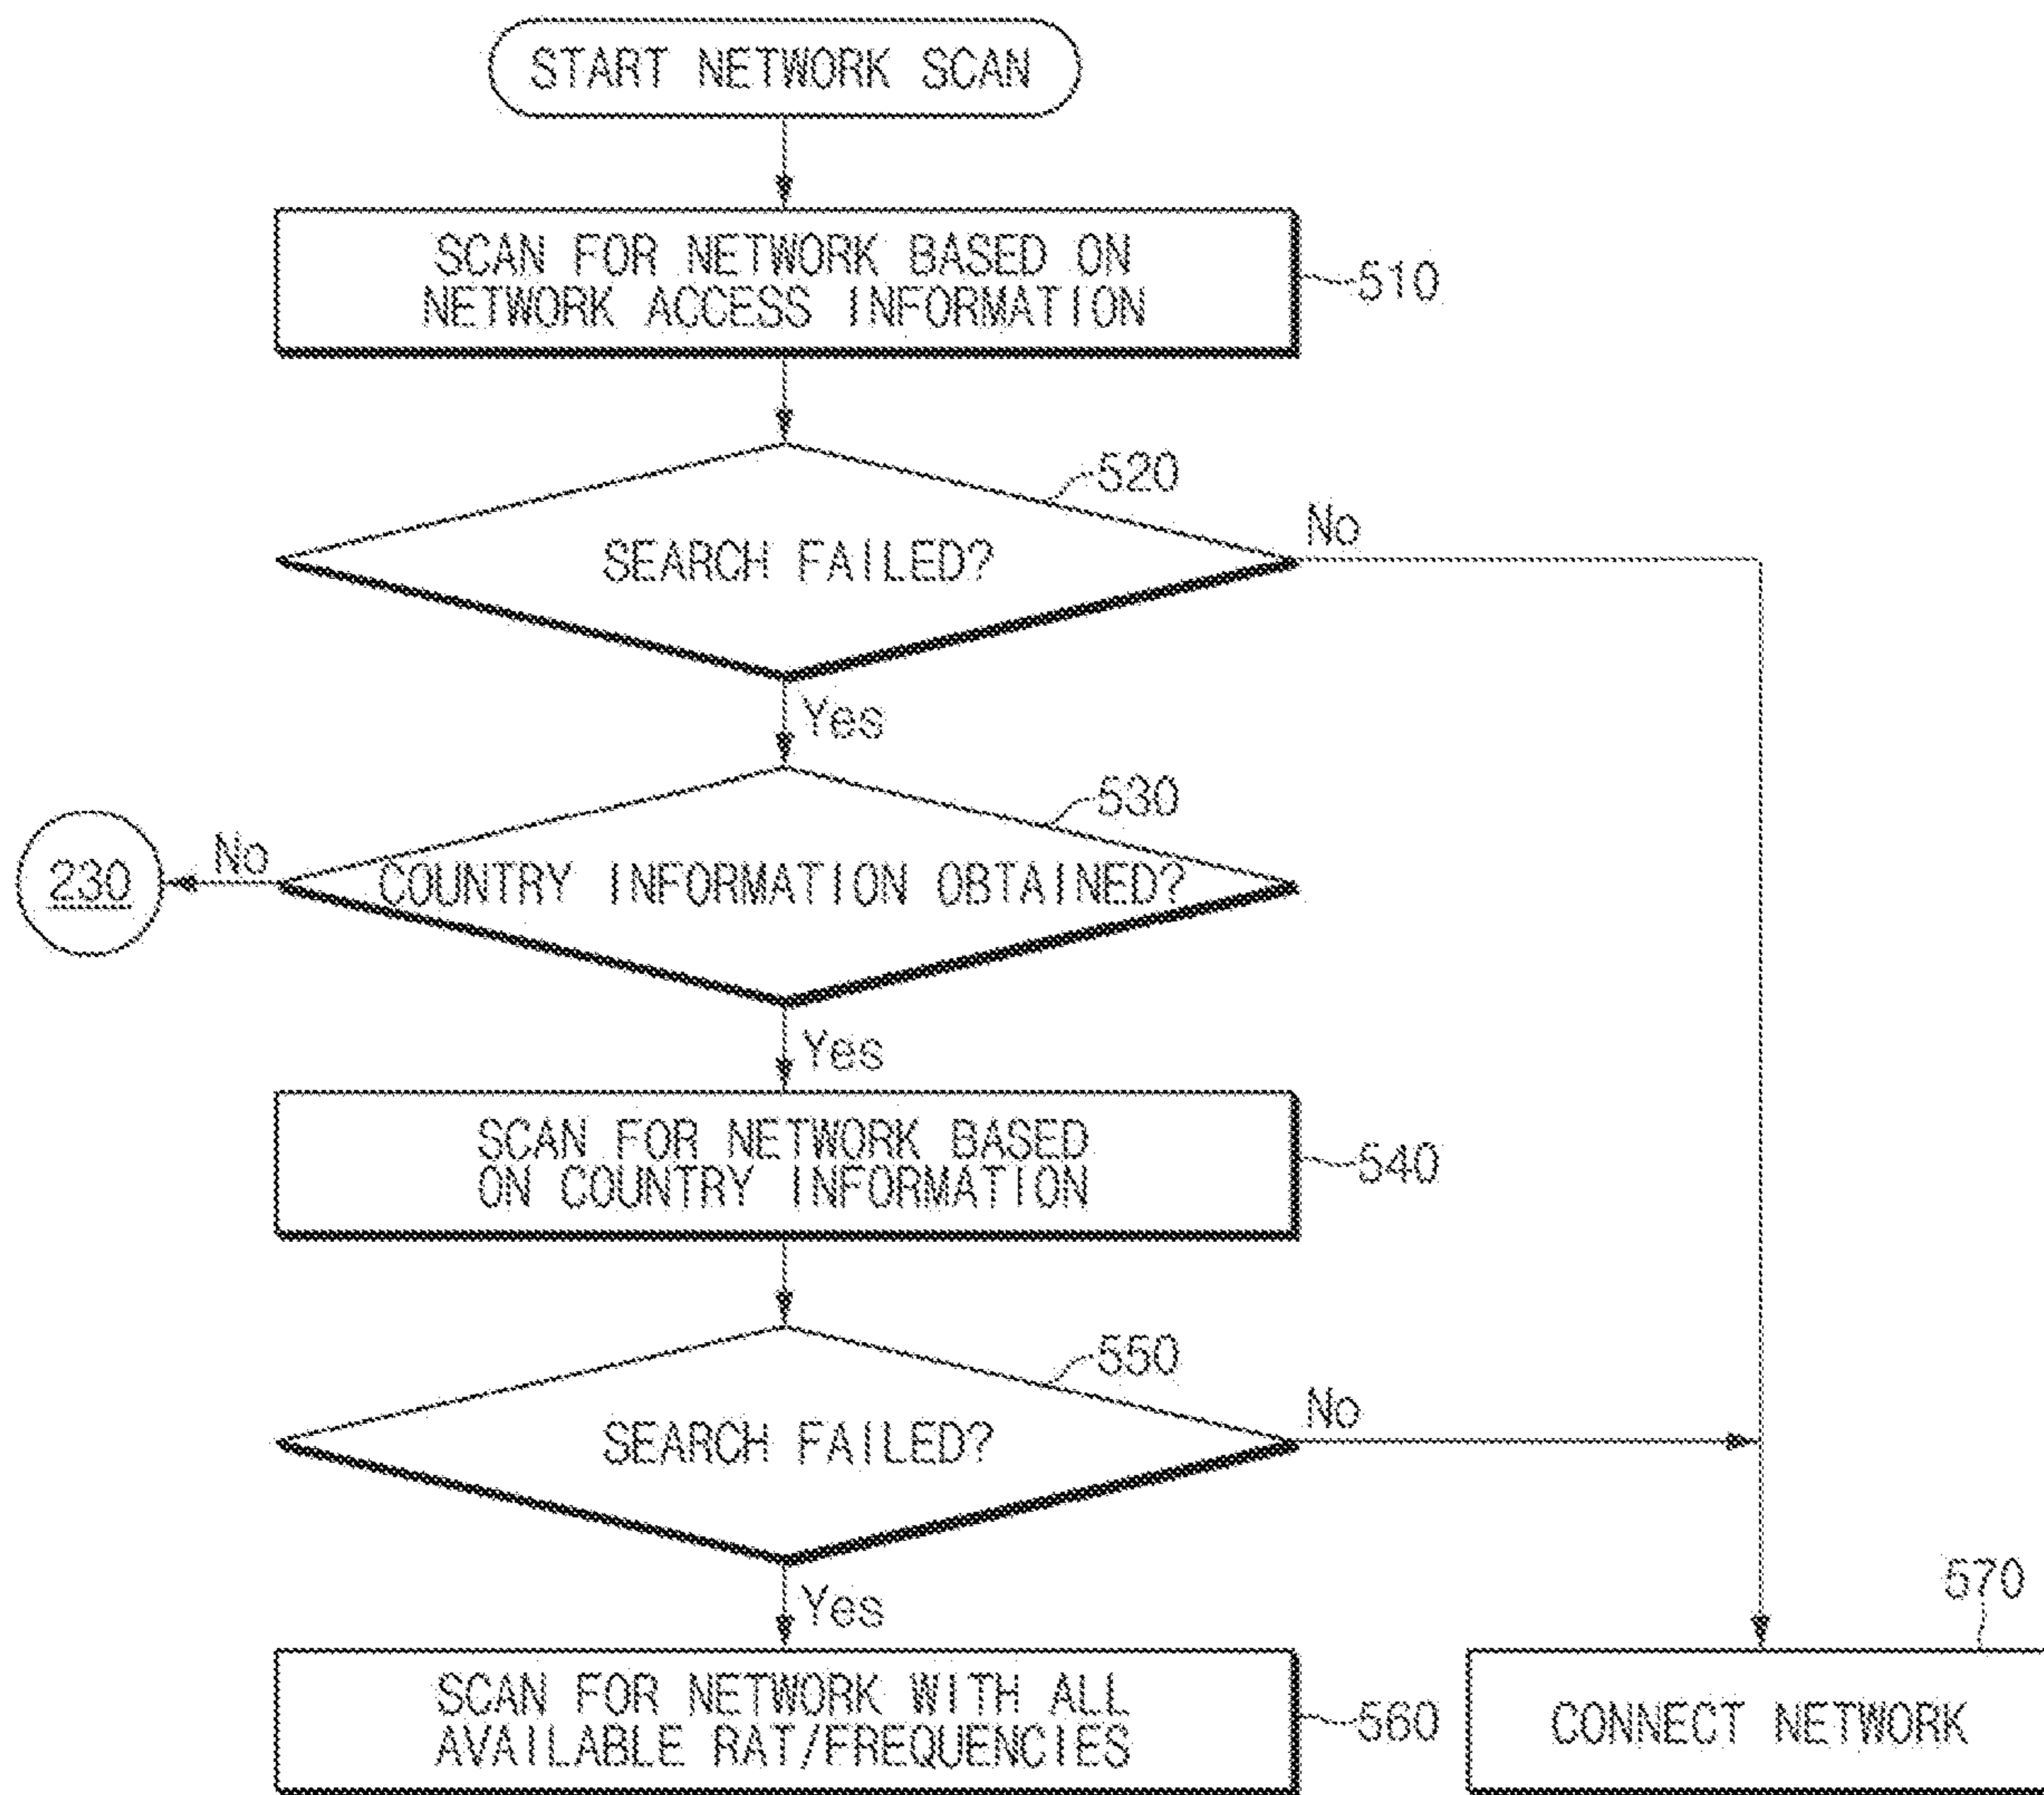 START NETWORK SCAN
SCAN FOR NETWORK BASED ON
NETWORK ACCESS INFORMATION
510
520
No
SEARCH FAILED?
Yes
530
No
230
COUNTRY INFORMATION OBTAINED?
Yes
SCAN FOR NETWORK BASED
ON COUNTRY INFORMATION
540
550
No
SEARCH FAILED?
Yes
570
SCAN FOR NETWORK WITH ALL
AVAILABLE RAT/FREQUENCIES
560
CONNECT NETWORK